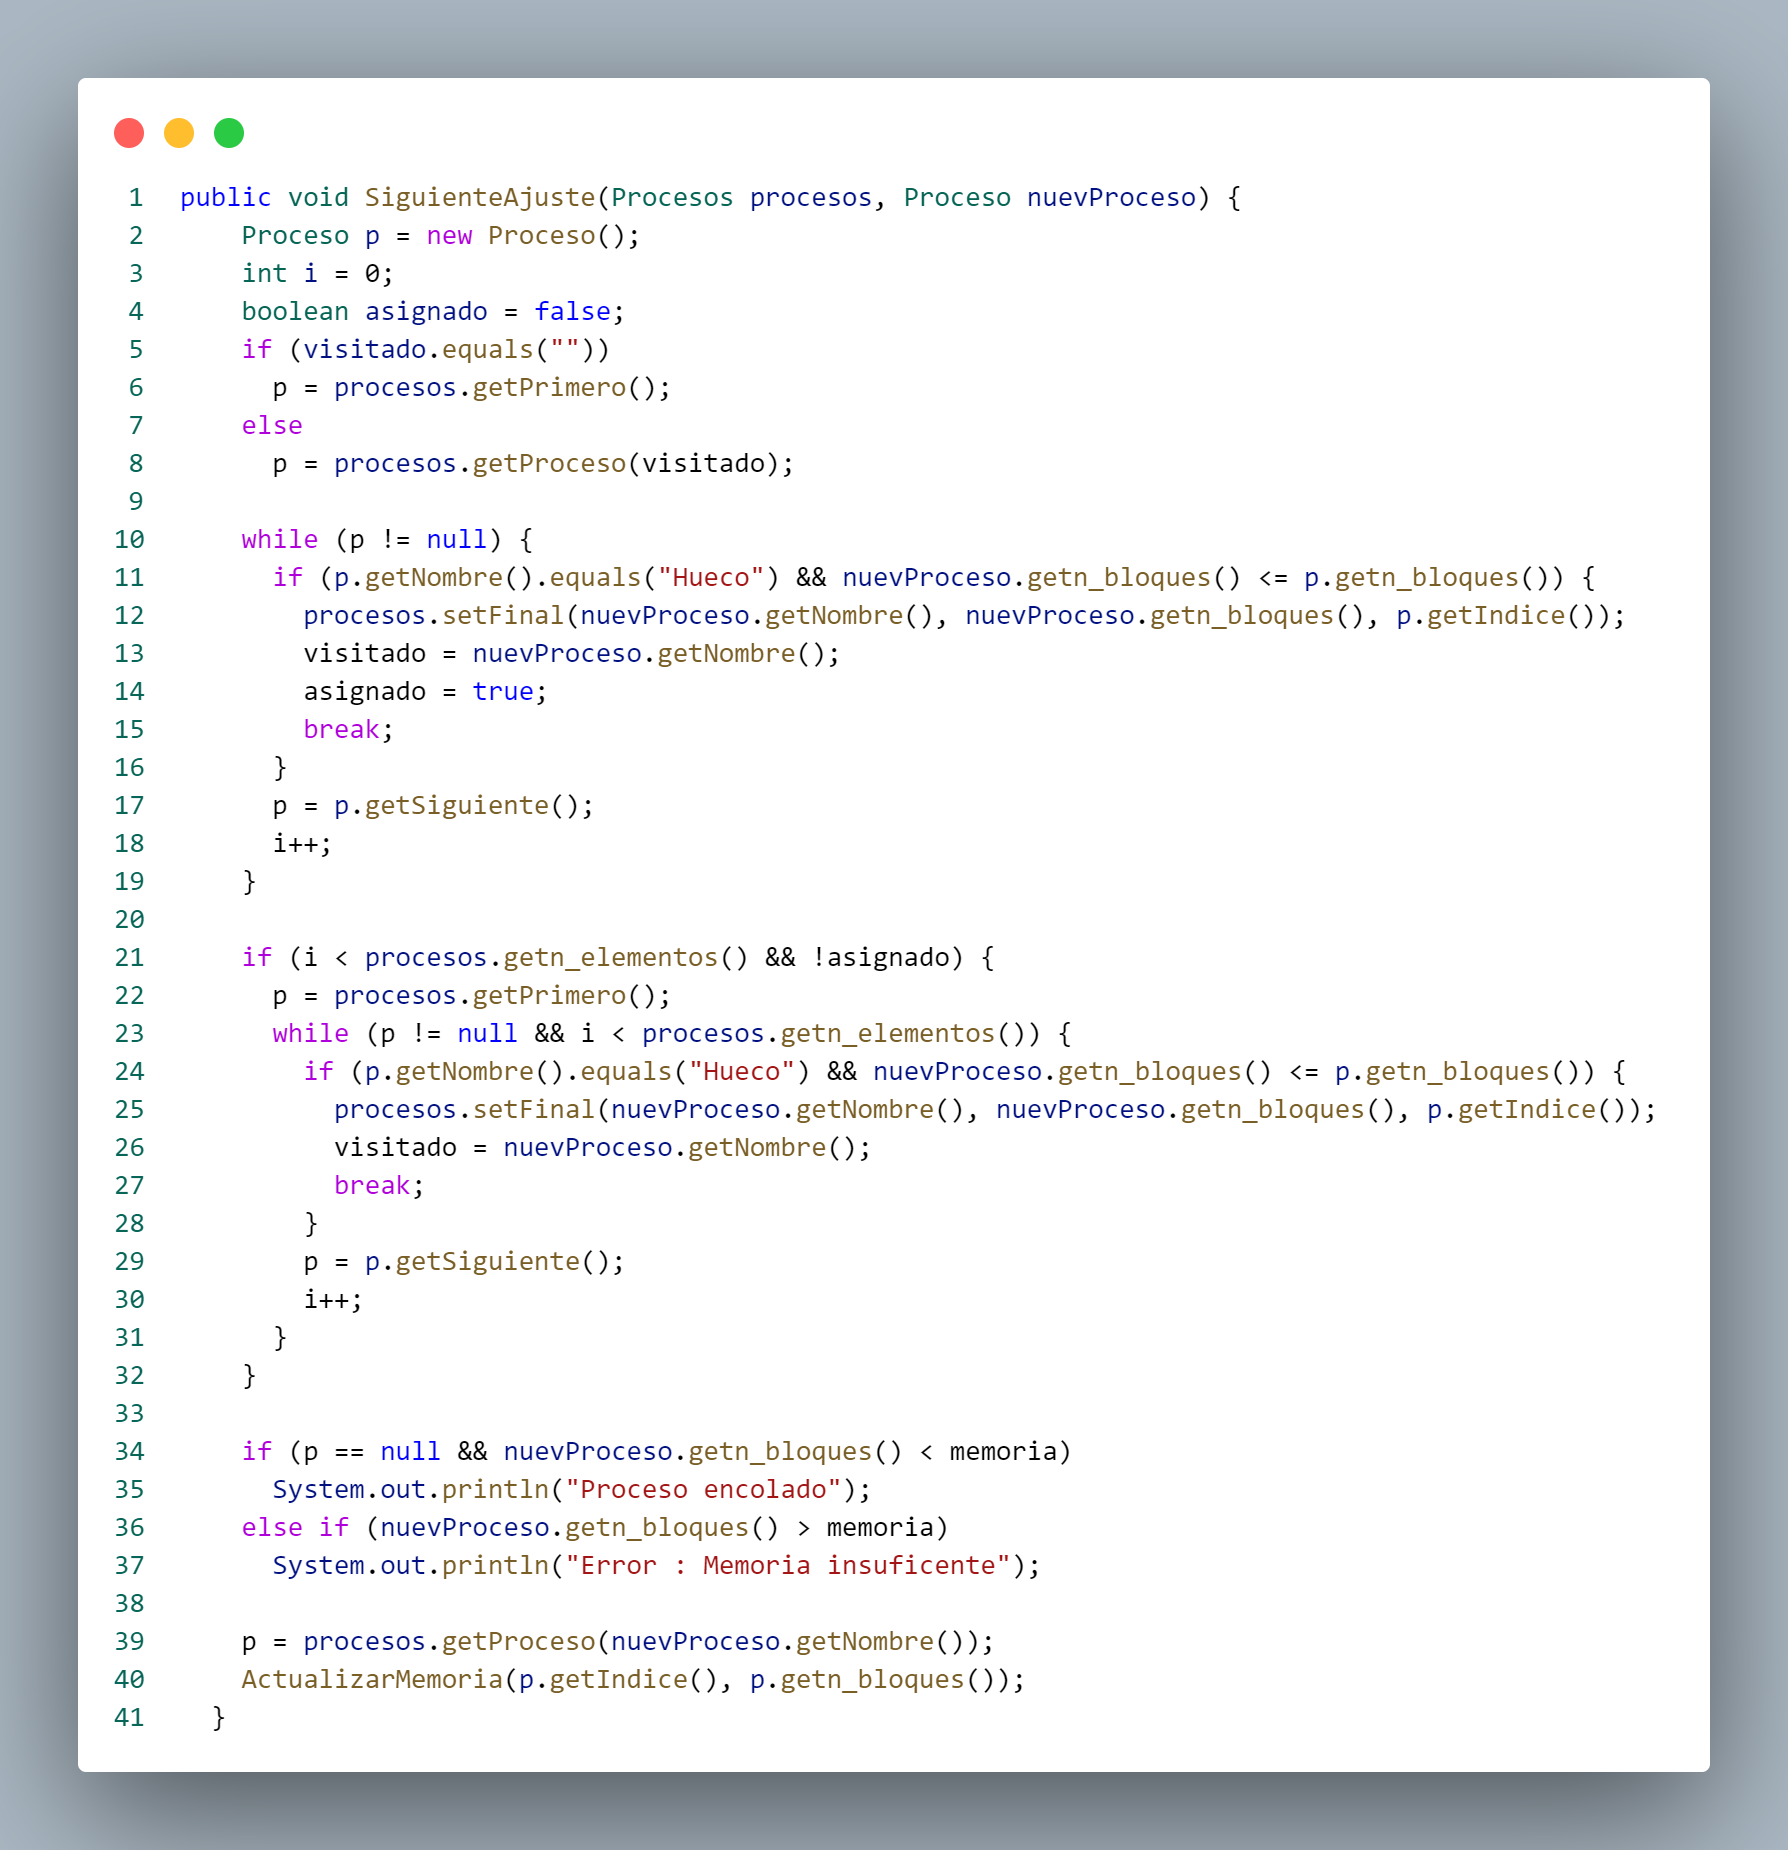 1 public void SiguienteAjuste(Procesos procesos, Proceso nuevProceso) {
2     Proceso p = new Proceso();
3     int i = 0;
4     boolean asignado = false;
5     if (visitado.equals(""))
6       p = procesos.getPrimero();
7     else
8       p = procesos.getProceso(visitado);
9
10     while (p != null) {
11       if (p.getNombre().equals("Hueco") && nuevProceso.getn_bloques() <= p.getn_bloques()) {
12         procesos.setFinal(nuevProceso.getNombre(), nuevProceso.getn_bloques(), p.getIndice());
13         visitado = nuevProceso.getNombre();
14         asignado = true;
15         break;
16       }
17       p = p.getSiguiente();
18       i++;
19     }
20
21     if (i < procesos.getn_elementos() && !asignado) {
22       p = procesos.getPrimero();
23       while (p != null && i < procesos.getn_elementos()) {
24         if (p.getNombre().equals("Hueco") && nuevProceso.getn_bloques() <= p.getn_bloques()) {
25           procesos.setFinal(nuevProceso.getNombre(), nuevProceso.getn_bloques(), p.getIndice());
26           visitado = nuevProceso.getNombre();
27           break;
28         }
29         p = p.getSiguiente();
30         i++;
31       }
32     }
33
34     if (p == null && nuevProceso.getn_bloques() < memoria)
35       System.out.println("Proceso encolado");
36     else if (nuevProceso.getn_bloques() > memoria)
37       System.out.println("Error : Memoria insuficente");
38
39     p = procesos.getProceso(nuevProceso.getNombre());
40     ActualizarMemoria(p.getIndice(), p.getn_bloques());
41   }